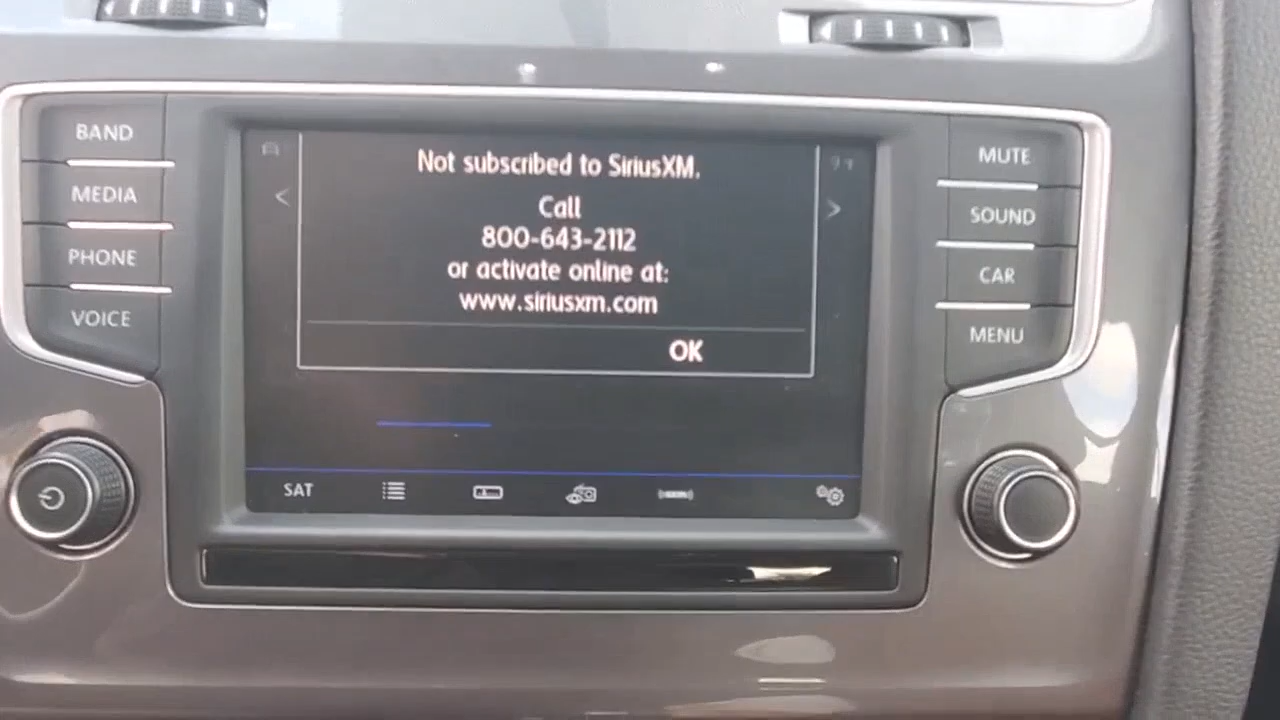 BAND
MEDIA
PHONE
VOICE
Not subscribed to SiriusXM.
Call
800-643-2112
or activate online at:
www.siriusxm.com
OK
SAT
MUTE
SOUND
CAR
MENU